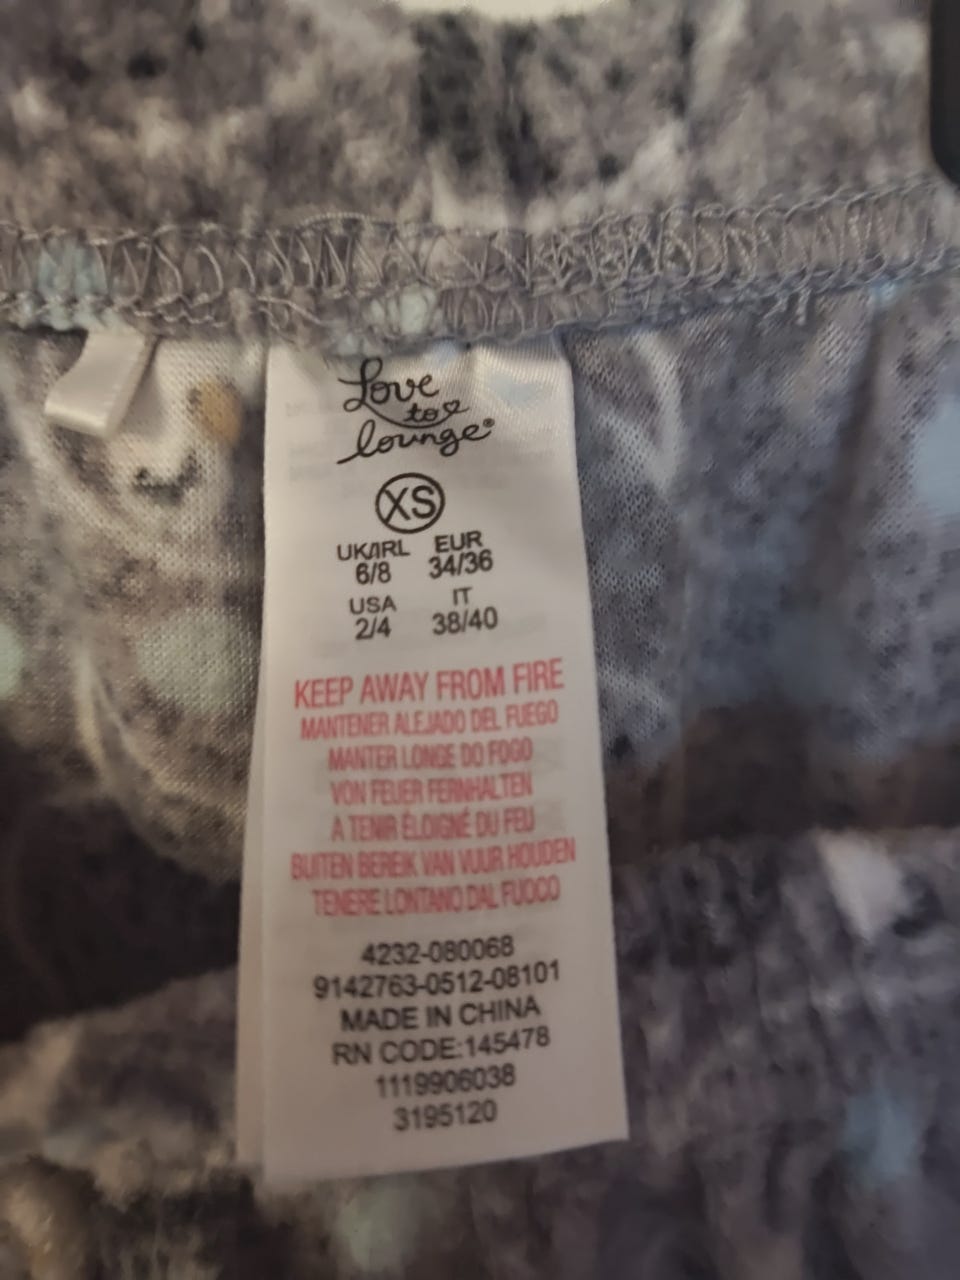 Love
to
lounge®
XS
UK/IRL EUR
6/8 34/36
USA IT
2/4 38/40
KEEP AWAY FROM FIRE
MANTENER ALEJADO DEL FUEGO
MANTER LONGE DO FOGO
VON FEUER FERNHALTEN
A TENIR ÉLOIGNÉ DU FEU
BUITEN BEREIK VAN VUUR HOUDEN
TENERE LONTANO DAL FUOCO
4232-080068
9142763-0512-08101
MADE IN CHINA
RN CODE:145478
1119906038
3195120